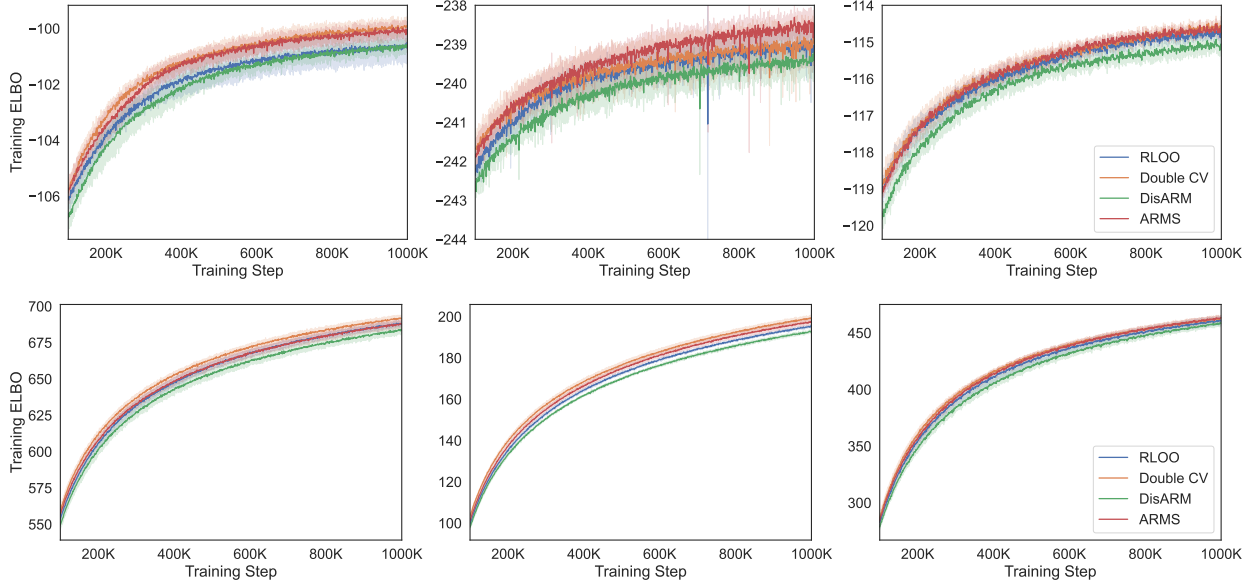 Training ELBO
−100
−102
−104
−106
200K 400K 600K 800K 1000K
Training Step
−238
−239
−240
−241
−242
−243
−244
200K 400K 600K 800K 1000K
Training Step
−114
−115
−116
−117
−118
−119
−120
RLOO
Double CV
DisARM
ARMS
200K 400K 600K 800K 1000K
Training Step
Training ELBO
700
675
650
625
600
575
550
200K 400K 600K 800K 1000K
Training Step
200
180
160
140
120
100
200K 400K 600K 800K 1000K
Training Step
450
400
350
300
RLOO
Double CV
DisARM
ARMS
200K 400K 600K 800K 1000K
Training Step